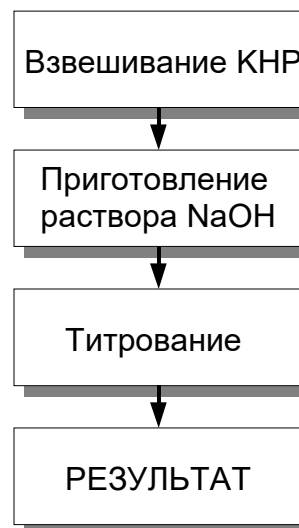 Взвешивание KHP
Приготовление
раствора NaOH
Титрование
РЕЗУЛЬТАТ